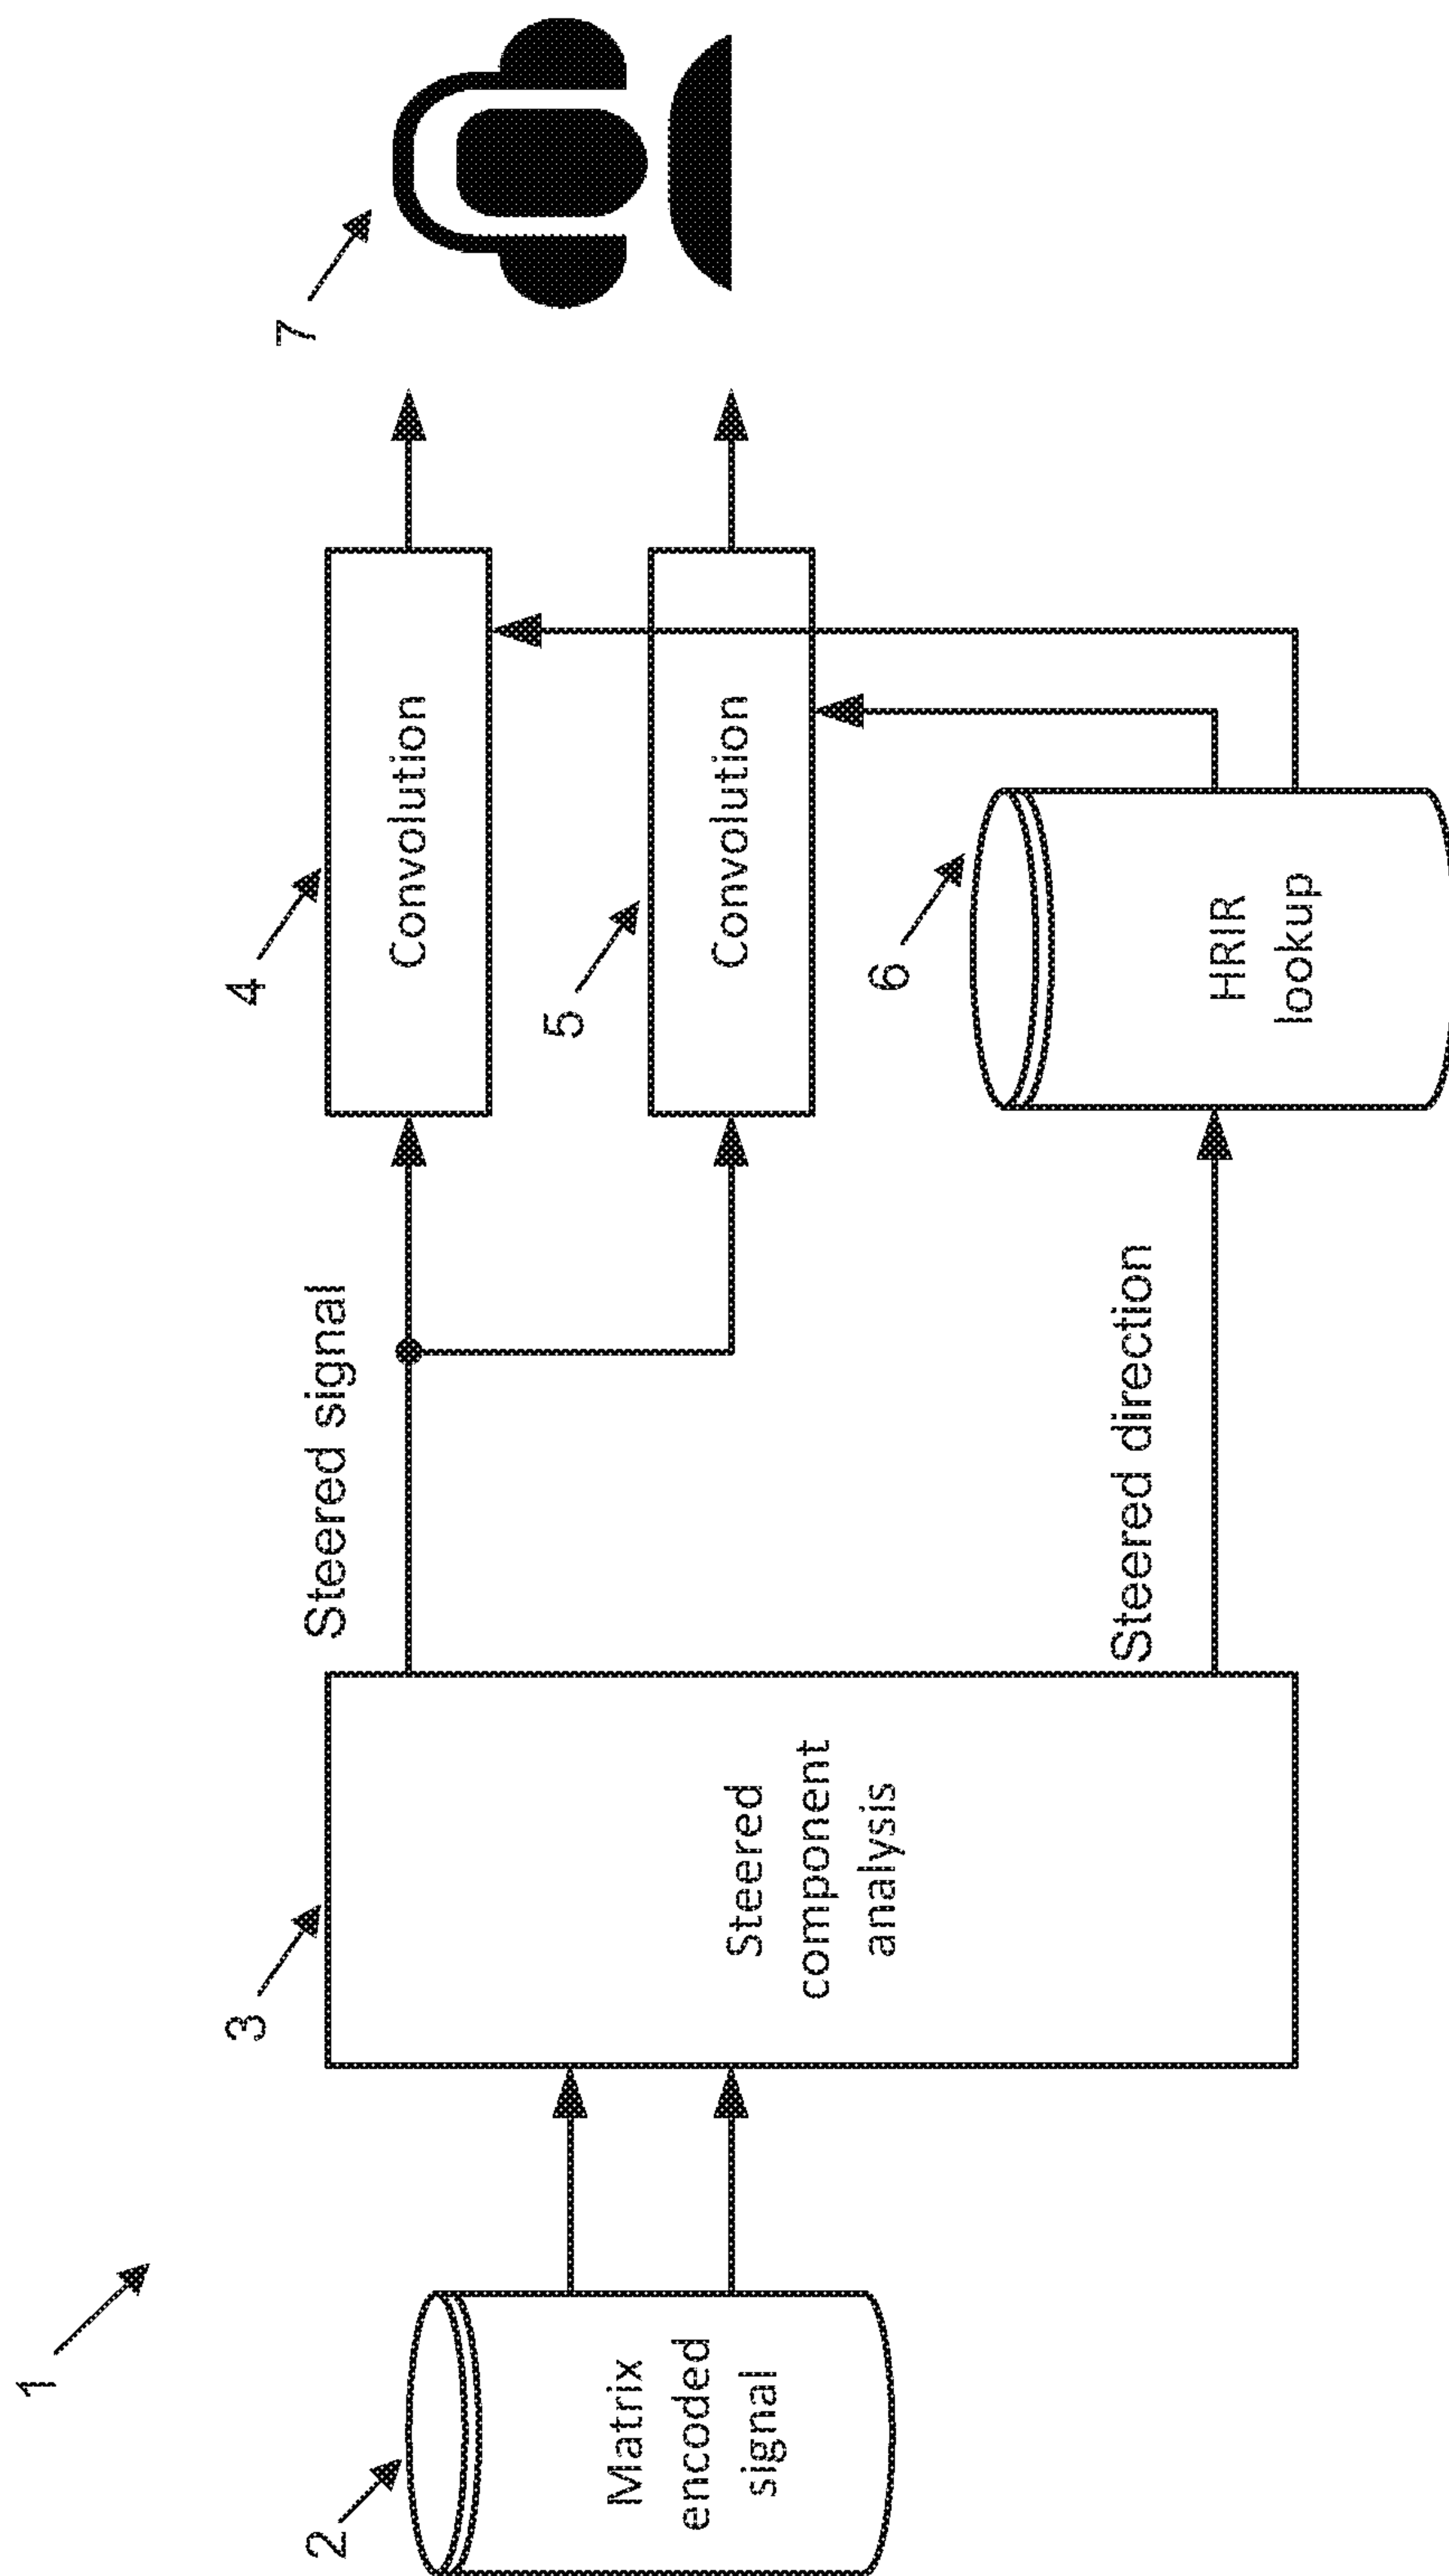 1
2
Matrix
encoded
signal
3
Steered
component
analysis
Steered signal
Steered direction
4
Convolution
5
Convolution
6
HRIR
lookup
7